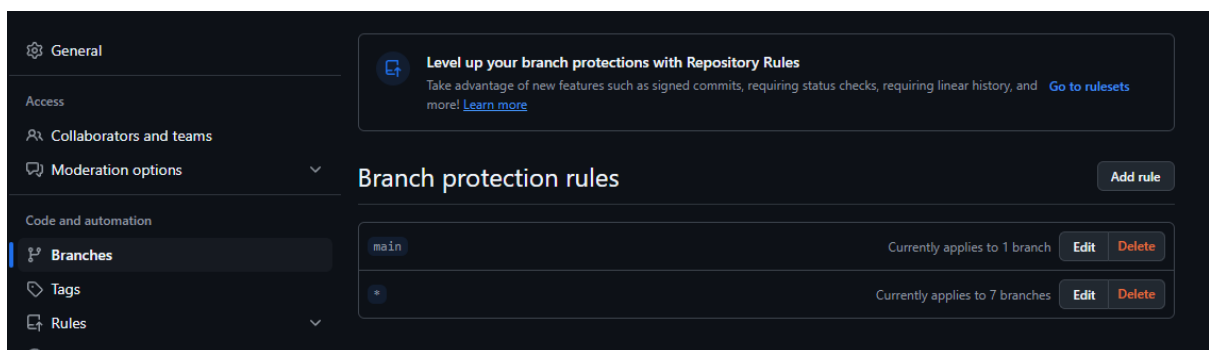 General
Access
Collaborators and teams
Moderation options
Code and automation
Branches
Tags
Rules
Level up your branch protections with Repository Rules
Take advantage of new features such as signed commits, requiring status checks, requiring linear history, and
more! Learn more
Go to rulesets
Branch protection rules
Add rule
main
Currently applies to 1 branch
Edit
Delete
*
Currently applies to 7 branches
Edit
Delete